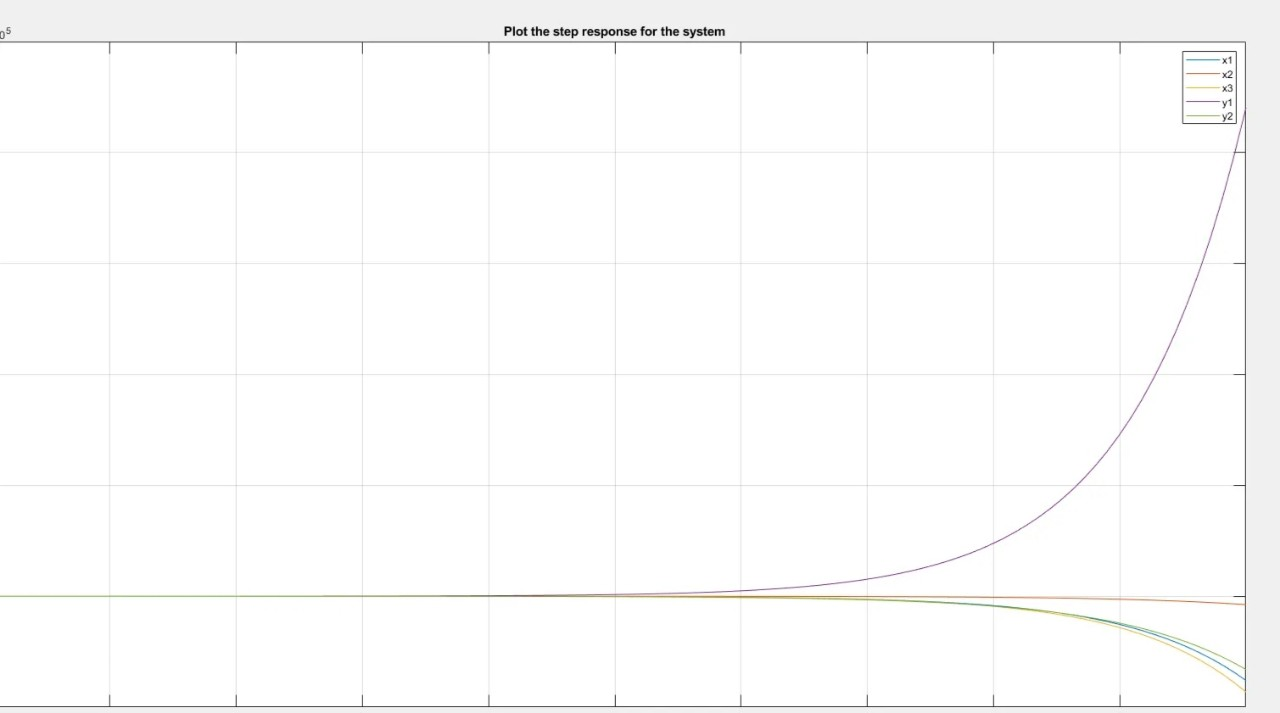 Plot the step response for the system
x1
x2
x3
y1
y2